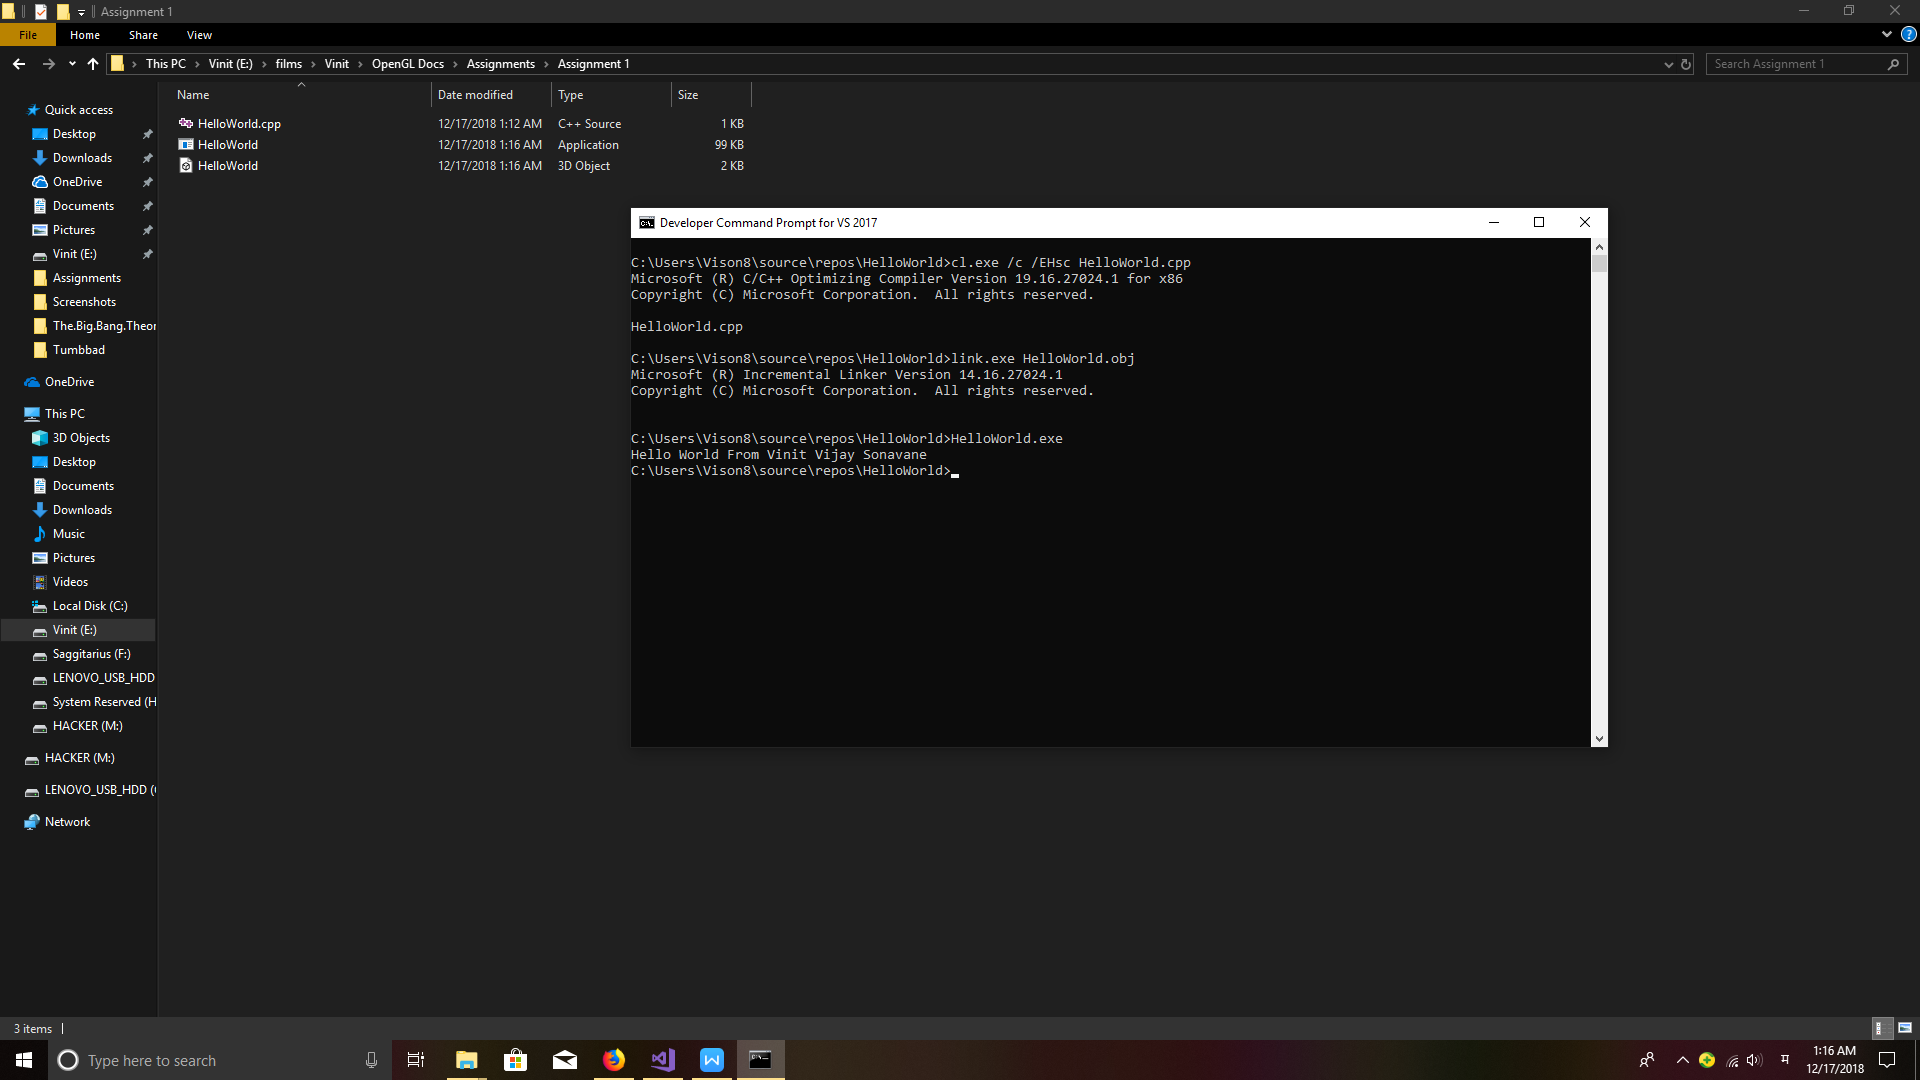 Assignment 1
File Home Share View
This PC Vinit (E:) films Vinit OpenGL Docs Assignments Assignment 1
Search Assignment 1
Name Date modified Type Size
HelloWorld.cpp 12/17/2018 1:12 AM C++ Source 1 KB
HelloWorld 12/17/2018 1:16 AM Application 99 KB
HelloWorld 12/17/2018 1:16 AM 3D Object 2 KB
Quick access
Desktop
Downloads
OneDrive
Documents
Pictures
Vinit (E:)
Assignments
Screenshots
The.Big.Bang.Theor
Tumbbad
OneDrive
This PC
3D Objects
Desktop
Documents
Downloads
Music
Pictures
Videos
Local Disk (C:)
Vinit (E:)
Saggitarius (F:)
LENOVO_USB_HDD
System Reserved (H
HACKER (M:)
HACKER (M:)
LENOVO_USB_HDD (
Network
Developer Command Prompt for VS 2017
C:\Users\Vison8\source\repos\HelloWorld>cl.exe /c /EHsc HelloWorld.cpp
Microsoft (R) C/C++ Optimizing Compiler Version 19.16.27024.1 for x86
Copyright (C) Microsoft Corporation.  All rights reserved.
HelloWorld.cpp
C:\Users\Vison8\source\repos\HelloWorld>link.exe HelloWorld.obj
Microsoft (R) Incremental Linker Version 14.16.27024.1
Copyright (C) Microsoft Corporation.  All rights reserved.
C:\Users\Vison8\source\repos\HelloWorld>HelloWorld.exe
Hello World From Vinit Vijay Sonavane
C:\Users\Vison8\source\repos\HelloWorld>
3 items
Type here to search
म
1:16 AM
12/17/2018